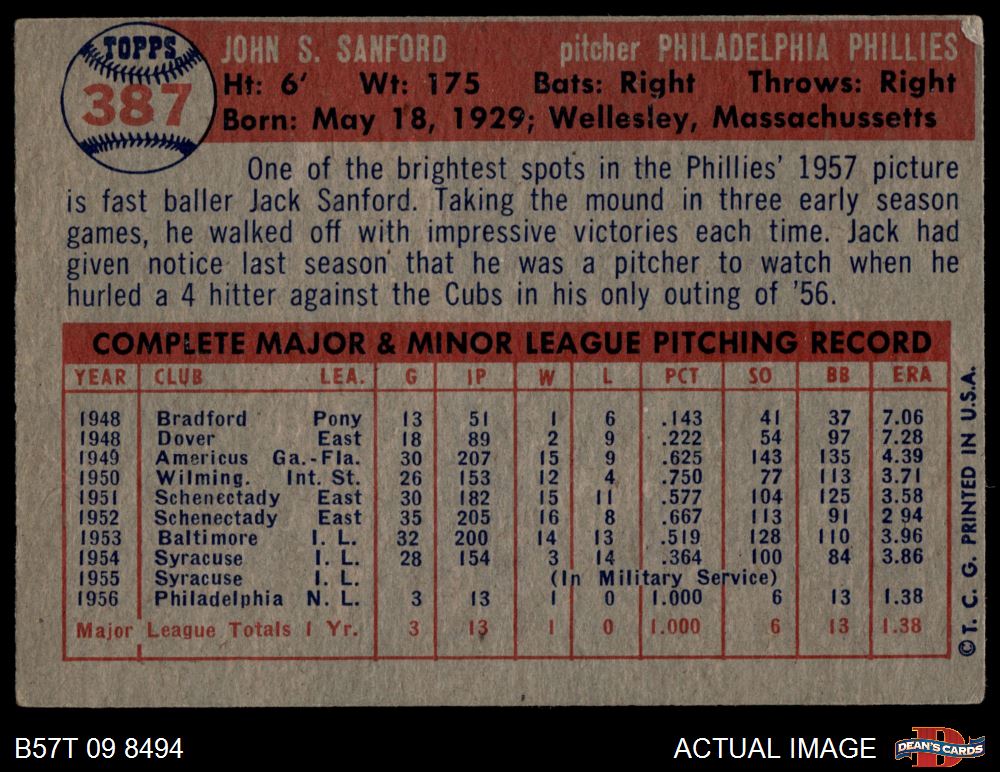 TOPPS
387
JOHN S. SANFORD pitcher PHILADELPHIA PHILLIES
Ht: 6' Wt: 175 Bats: Right Throws: Right
Born: May 18, 1929; Wellesley, Massachussetts
One of the brightest spots in the Phillies' 1957 picture
is fast baller Jack Sanford. Taking the mound in three early season
games, he walked off with impressive victories each time. Jack had
given notice last season that he was a pitcher to watch when he
hurled a 4 hitter against the Cubs in his only outing of '56.
COMPLETE MAJOR & MINOR LEAGUE PITCHING RECORD
YEAR CLUB LEA. G IP W L PCT SO BB ERA
1948 Bradford Pony 13 51 1 6 .143 41 37 7.06
1948 Dover East 18 89 2 9 .222 54 97 7.28
1949 Americus Ga.-Fla. 30 207 15 9 .625 143 135 4.39
1950 Wilming. Int. St. 26 153 12 4 .750 77 113 3.71
1951 Schenectady East 30 182 15 11 .577 104 125 3.58
1952 Schenectady East 35 205 16 8 .667 113 91 2 94
1953 Baltimore I. L. 32 200 14 13 .519 128 110 3.96
1954 Syracuse I. L. 28 154 3 14 .364 100 84 3.86
1955 Syracuse I. L. (In Military Service)
1956 Philadelphia N. L. 3 13 1 0 1.000 6 13 1.38
Major League Totals 1 Yr. 3 13 1 0 1.000 6 13 1.38
© T. C. G. PRINTED IN U.S.A.
B57T 09 8494 ACTUAL IMAGE DEAN'S CARDS